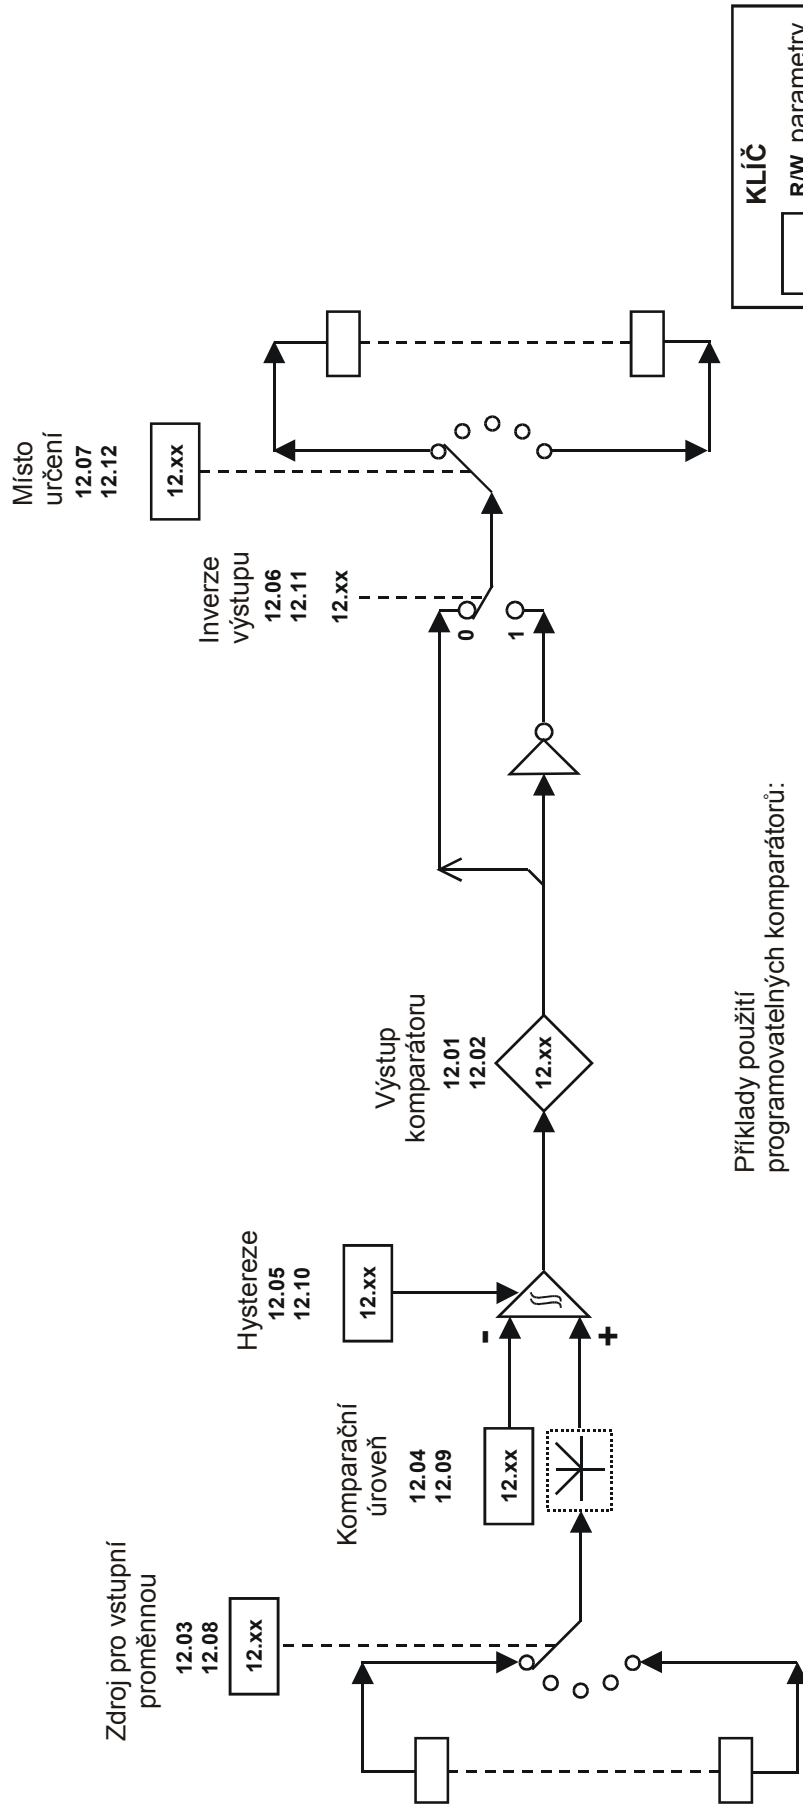 Zdroj pro vstupní
proměnnou
12.03
12.08
12.xx
Komparační
úroveň
12.04
12.09
12.xx
Hystereze
12.05
12.10
12.xx
-
+
Výstup
komparátoru
12.01
12.02
12.xx
Inverze
výstupu
12.06
12.11
12.xx
0
1
Místo
určení
12.07
12.12
12.xx
Příklady použití
programovatelných komparátorů:
KLÍČ
R/W parametry